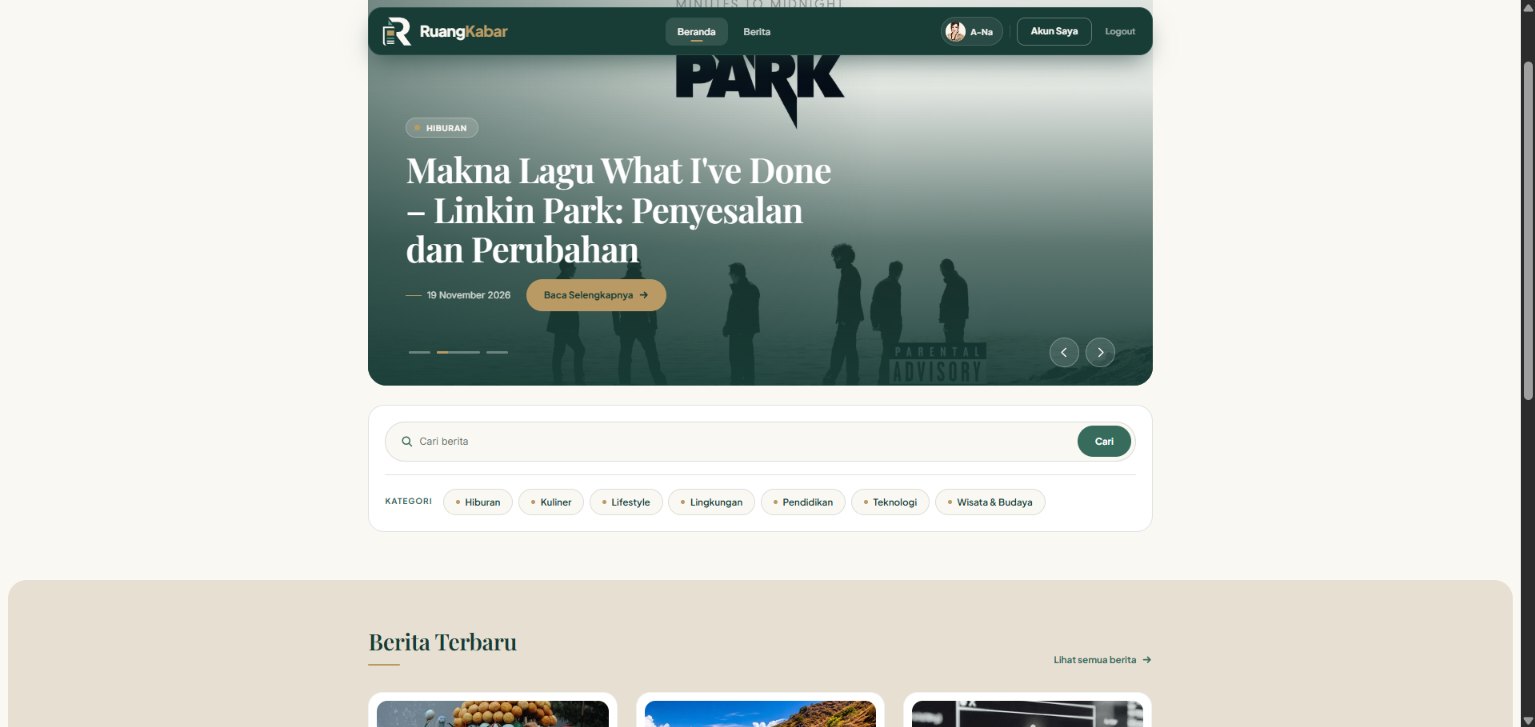 MINUTES TO MIDNIGHT
RuangKabar
Beranda
Berita
A-Na
Akun Saya
Logout
PARK
HIBURAN
Makna Lagu What I've Done
– Linkin Park: Penyesalan
dan Perubahan
19 November 2026
Baca Selengkapnya
PARENTAL
ADVISORY
Cari berita
Cari
KATEGORI
Hiburan
Kuliner
Lifestyle
Lingkungan
Pendidikan
Teknologi
Wisata & Budaya
Berita Terbaru
Lihat semua berita